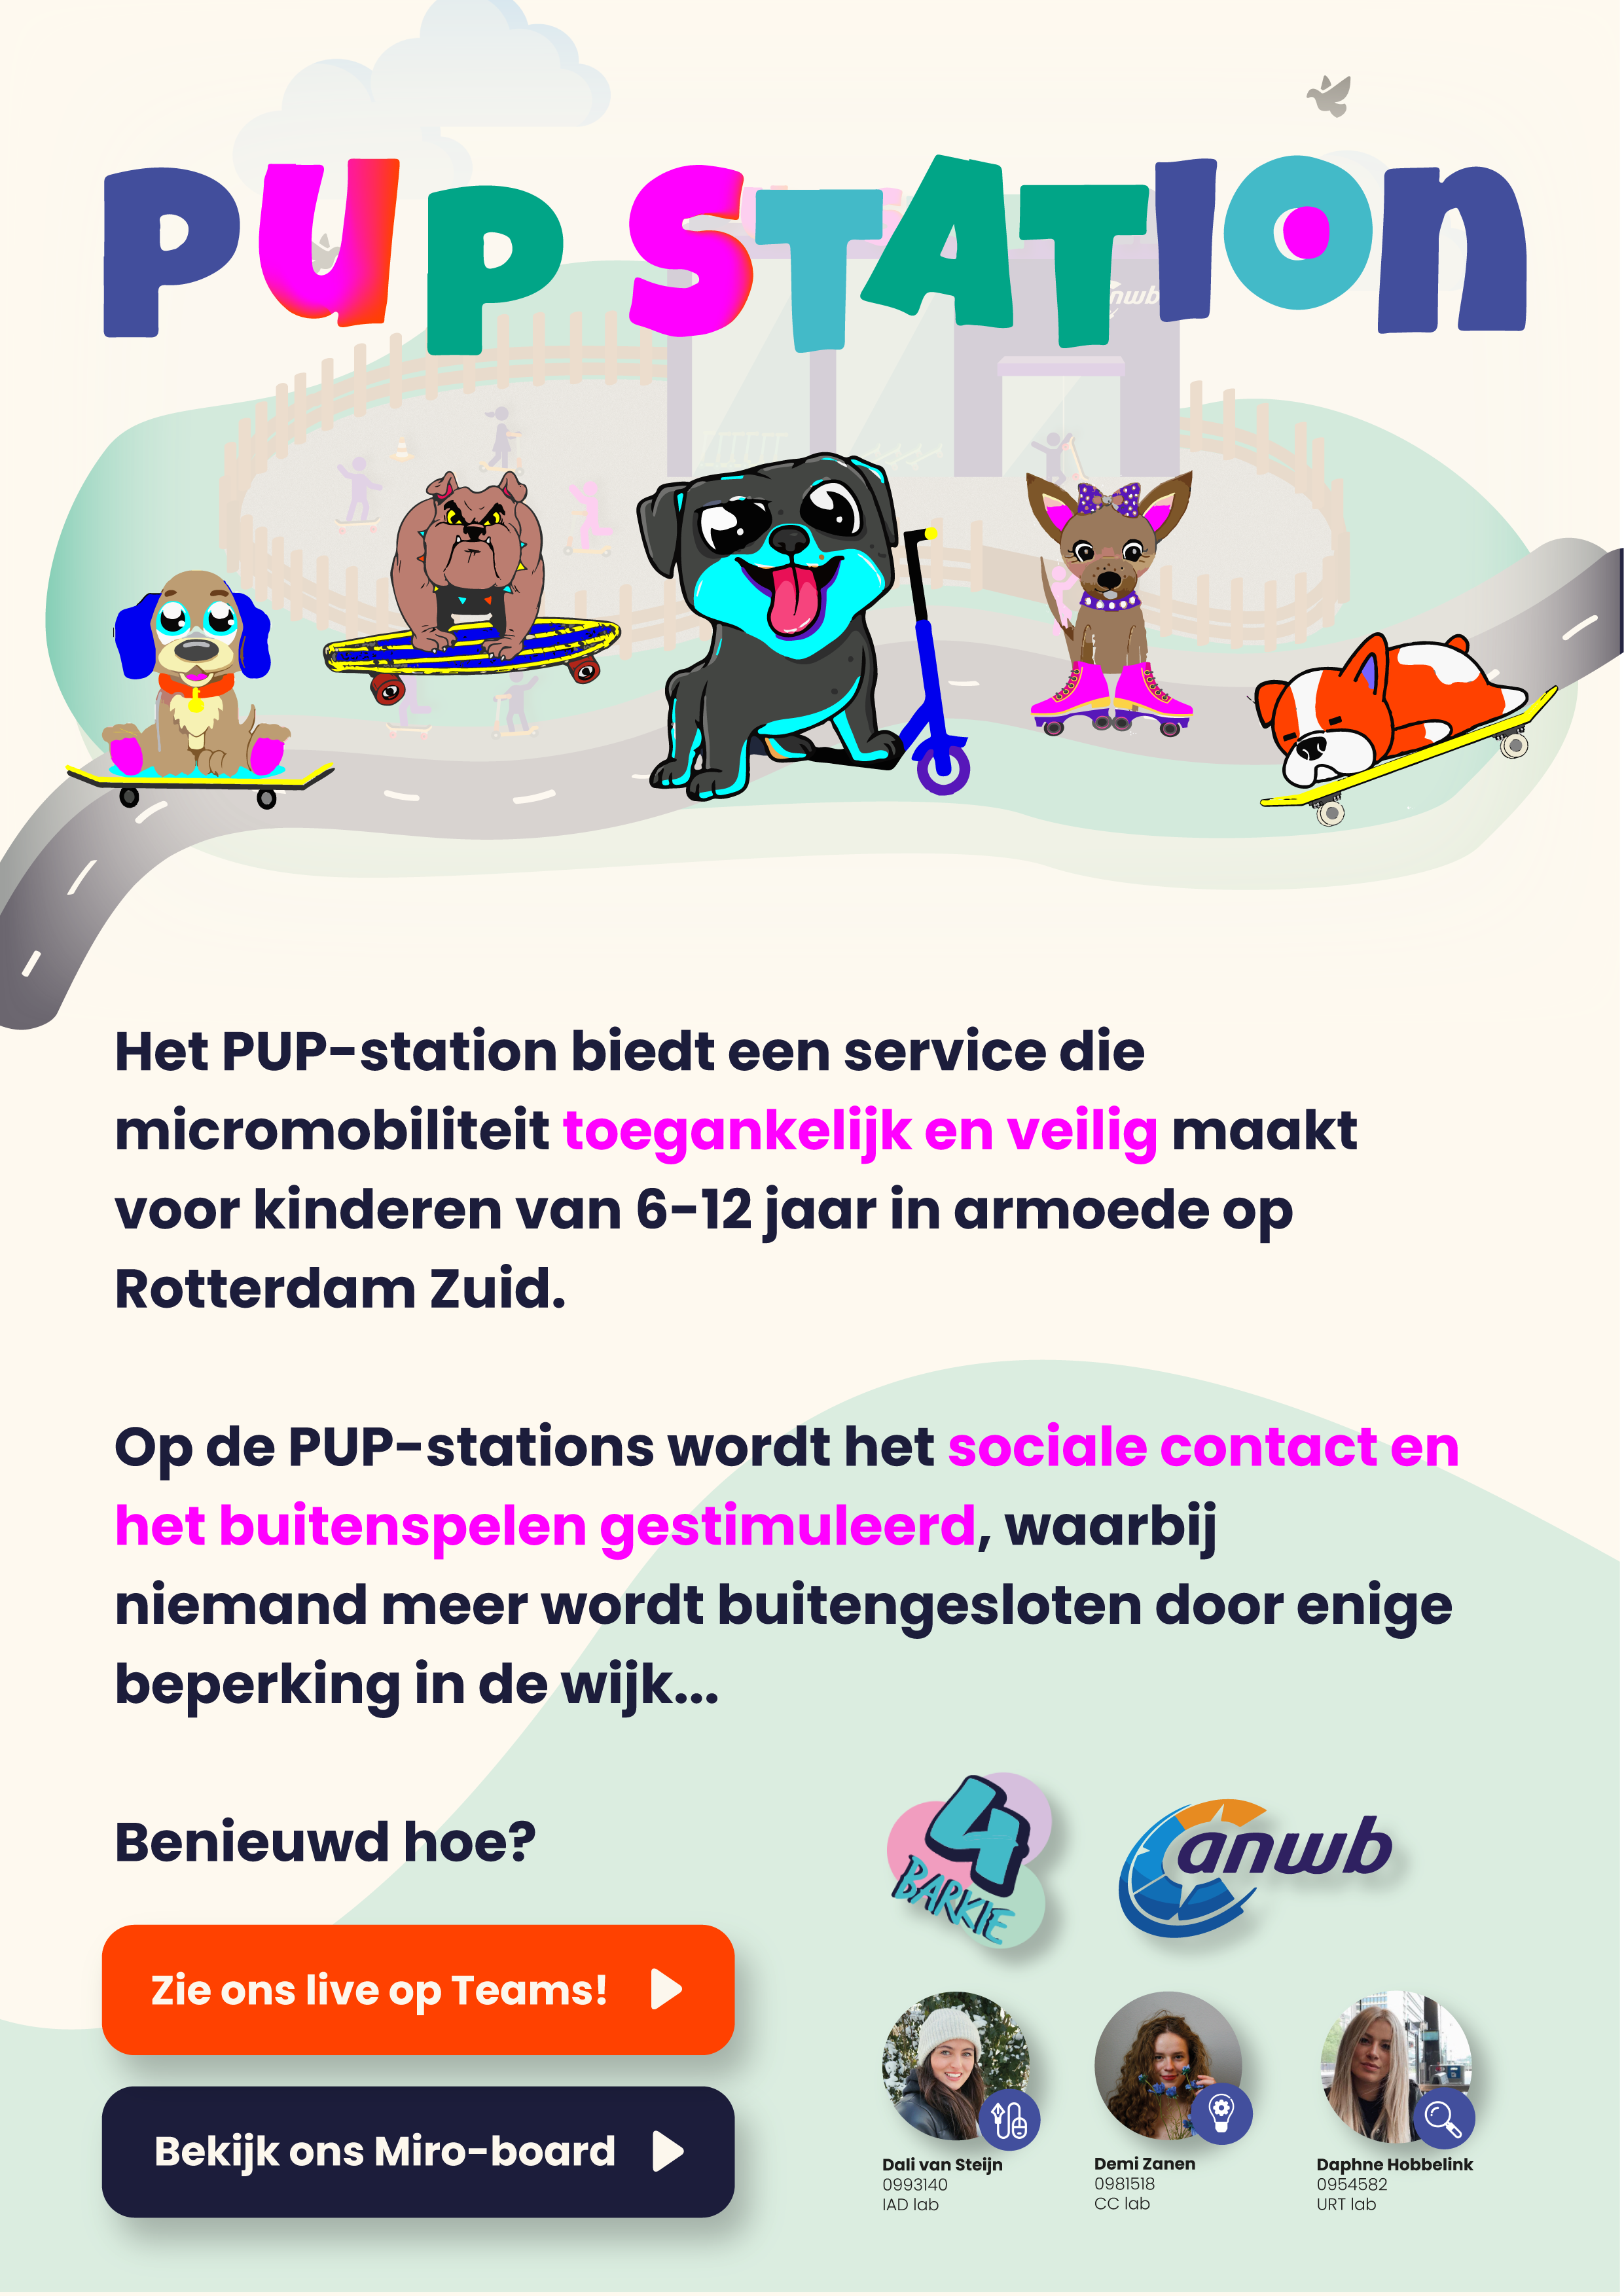 PUP STATION
anwb
Het PUP-station biedt een service die
micromobiliteit toegankelijk en veilig maakt
voor kinderen van 6-12 jaar in armoede op
Rotterdam Zuid.
Op de PUP-stations wordt het sociale contact en
het buitenspelen gestimuleerd, waarbij
niemand meer wordt buitengesloten door enige
beperking in de wijk...
Benieuwd hoe?
4
BARKIE
anwb
Zie ons live op Teams!
Bekijk ons Miro-board
Dali van Steijn
0993140
IAD lab
Demi Zanen
0981518
CC lab
Daphne Hobbelink
0954582
URT lab